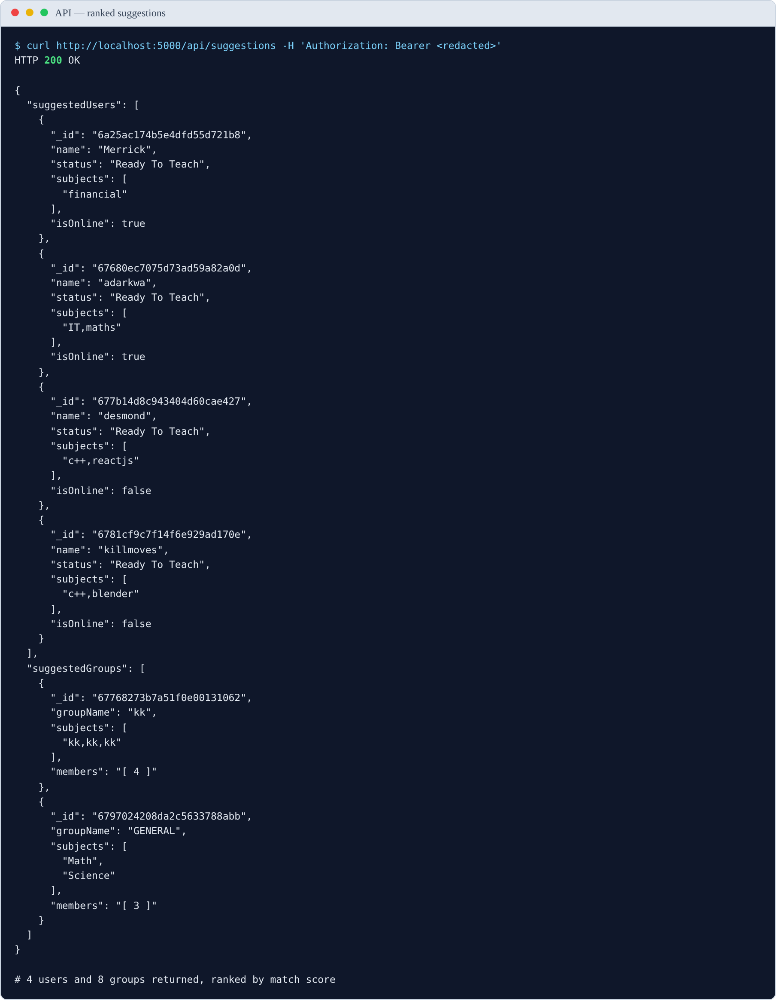 API — ranked suggestions
$ curl http://localhost:5000/api/suggestions -H 'Authorization: Bearer <redacted>'
HTTP 200 OK
{
  "suggestedUsers": [
    {
      "_id": "6a25ac174b5e4dfd55d721b8",
      "name": "Merrick",
      "status": "Ready To Teach",
      "subjects": [
        "financial"
      ],
      "isOnline": true
    },
    {
      "_id": "67680ec7075d73ad59a82a0d",
      "name": "adarkwa",
      "status": "Ready To Teach",
      "subjects": [
        "IT,maths"
      ],
      "isOnline": true
    },
    {
      "_id": "677b14d8c943404d60cae427",
      "name": "desmond",
      "status": "Ready To Teach",
      "subjects": [
        "c++,reactjs"
      ],
      "isOnline": false
    },
    {
      "_id": "6781cf9c7f14f6e929ad170e",
      "name": "killmoves",
      "status": "Ready To Teach",
      "subjects": [
        "c++,blender"
      ],
      "isOnline": false
    }
  ],
  "suggestedGroups": [
    {
      "_id": "67768273b7a51f0e00131062",
      "groupName": "kk",
      "subjects": [
        "kk,kk,kk"
      ],
      "members": "[ 4 ]"
    },
    {
      "_id": "6797024208da2c5633788abb",
      "groupName": "GENERAL",
      "subjects": [
        "Math",
        "Science"
      ],
      "members": "[ 3 ]"
    }
  ]
}
# 4 users and 8 groups returned, ranked by match score